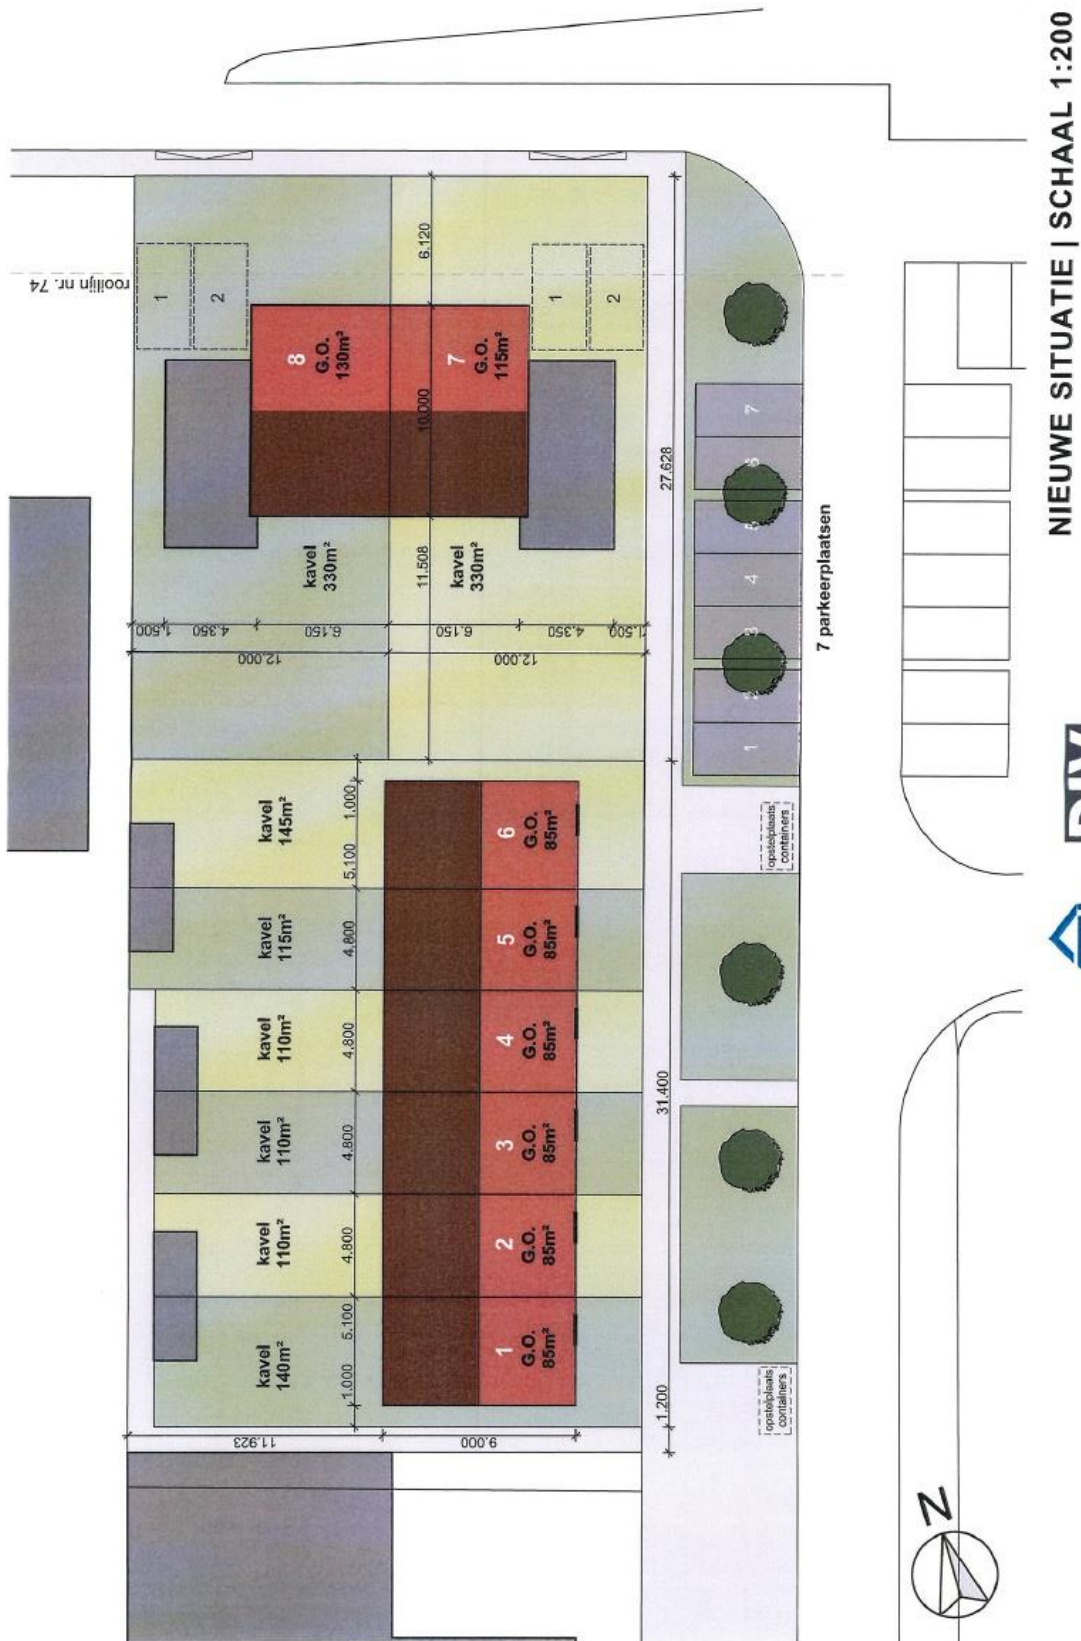 NIEUWE SITUATIE | SCHAAL 1:200
rooilijn nr. 74
1
2
1
2
6.120
8
G.O.
130m²
7
G.O.
115m²
10.000
27.628
kavel
330m²
11.508
kavel
330m²
1.500
4.350
6.150
6.150
4.350
1.500
12.000
12.000
7
6
5
4
3
2
1
7 parkeerplaatsen
kavel
145m²
1.000
5.100
6
G.O.
85m²
opstelplaats
containers
kavel
115m²
4.800
5
G.O.
85m²
kavel
110m²
4.800
4
G.O.
85m²
31.400
kavel
110m²
4.800
3
G.O.
85m²
kavel
110m²
4.800
2
G.O.
85m²
kavel
140m²
5.100
1.000
1
G.O.
85m²
1.200
opstelplaats
containers
11.923
9.000
N